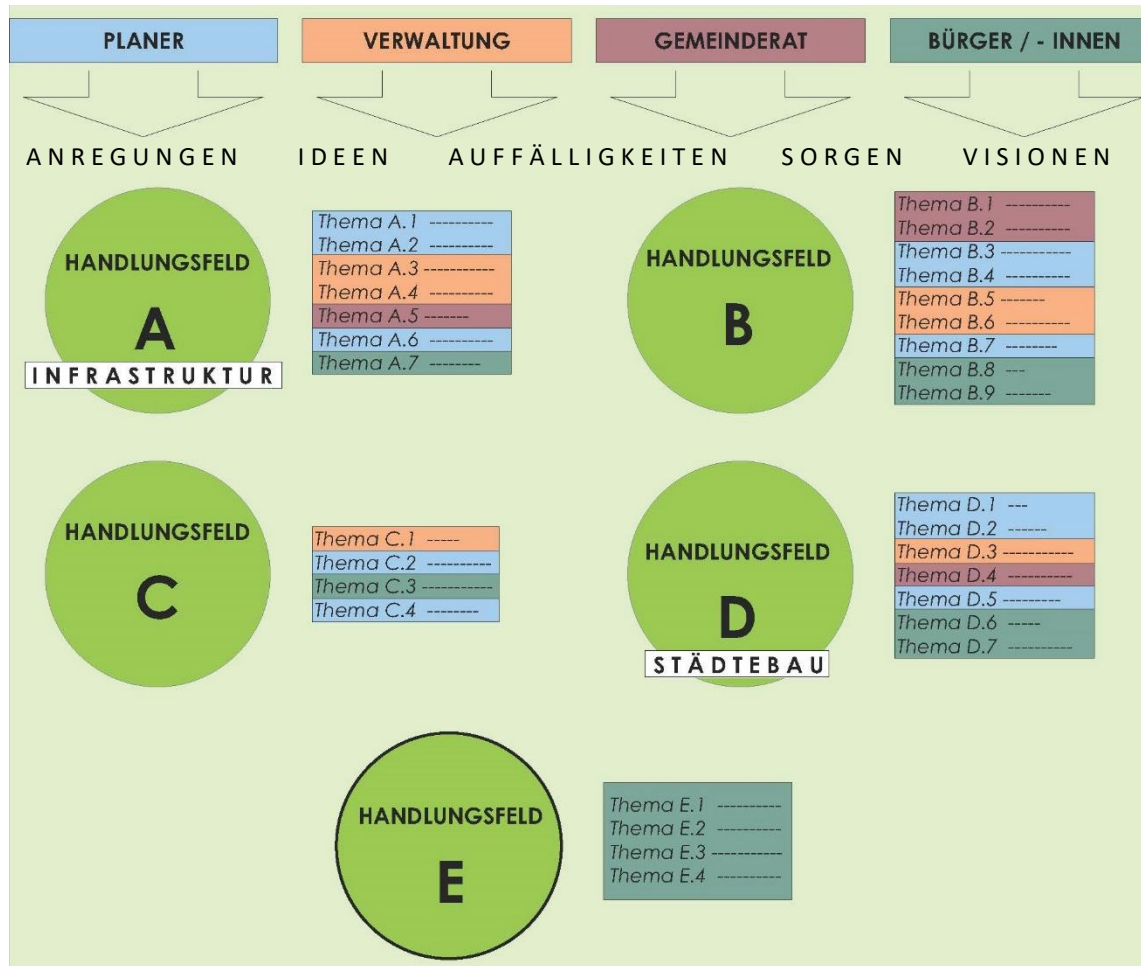 PLANER
VERWALTUNG
GEMEINDERAT
BÜRGER / - INNEN
ANREGUNGEN IDEEN AUFFÄLLIGKEITEN SORGEN VISIONEN
HANDLUNGSFELD
A
INFRASTRUKTUR
Thema A.1 ----------
Thema A.2 ----------
Thema A.3 -----------
Thema A.4 ----------
Thema A.5 -------
Thema A.6 --------
Thema A.7 --------
HANDLUNGSFELD
B
Thema B.1 ----------
Thema B.2 ----------
Thema B.3 ----------
Thema B.4 ----------
Thema B.5 ------
Thema B.6 ----------
Thema B.7 --------
Thema B.8 ---
Thema B.9 -------
HANDLUNGSFELD
C
Thema C.1 -----
Thema C.2 ----------
Thema C.3 -----------
Thema C.4 --------
HANDLUNGSFELD
D
STÄDTEBAU
Thema D.1 ---
Thema D.2 ------
Thema D.3 -----------
Thema D.4 ----------
Thema D.5 ---------
Thema D.6 -----
Thema D.7 ----------
HANDLUNGSFELD
E
Thema E.1 ----------
Thema E.2 ----------
Thema E.3 -----------
Thema E.4 ----------